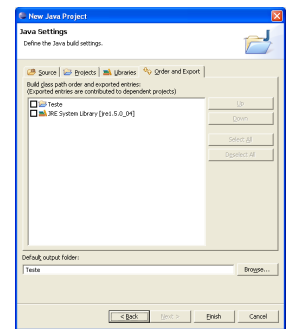 New Java Project
Java Settings
Define the Java build settings.
Source Projects Libraries Order and Export
Build class path order and exported entries:
(Exported entries are contributed to dependent projects)
Teste
JRE System Library [jre1.5.0_04]
Up
Down
Select All
Deselect All
Default output folder:
Teste
Browse...
< Back Next > Finish Cancel